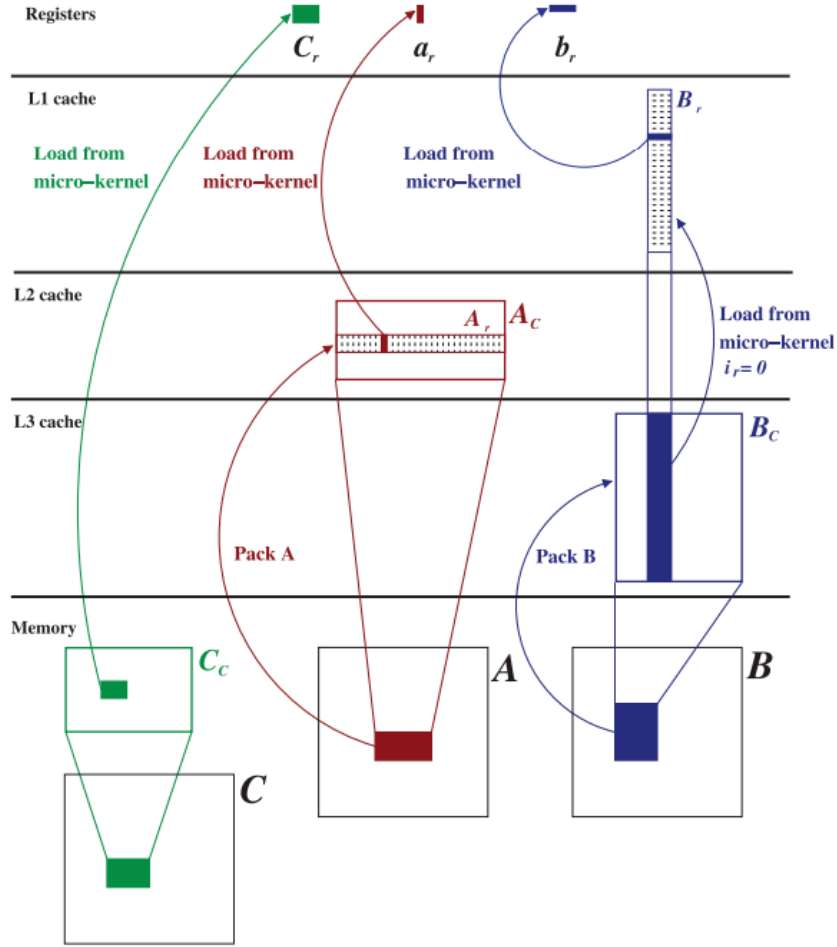 Registers
C_r
a_r
b_r
L1 cache
B_r
Load from
micro–kernel
Load from
micro–kernel
Load from
micro–kernel
L2 cache
A_r
A_C
Load from
micro–kernel
i_r = 0
L3 cache
B_C
Pack A
Pack B
Memory
C_C
A
B
C